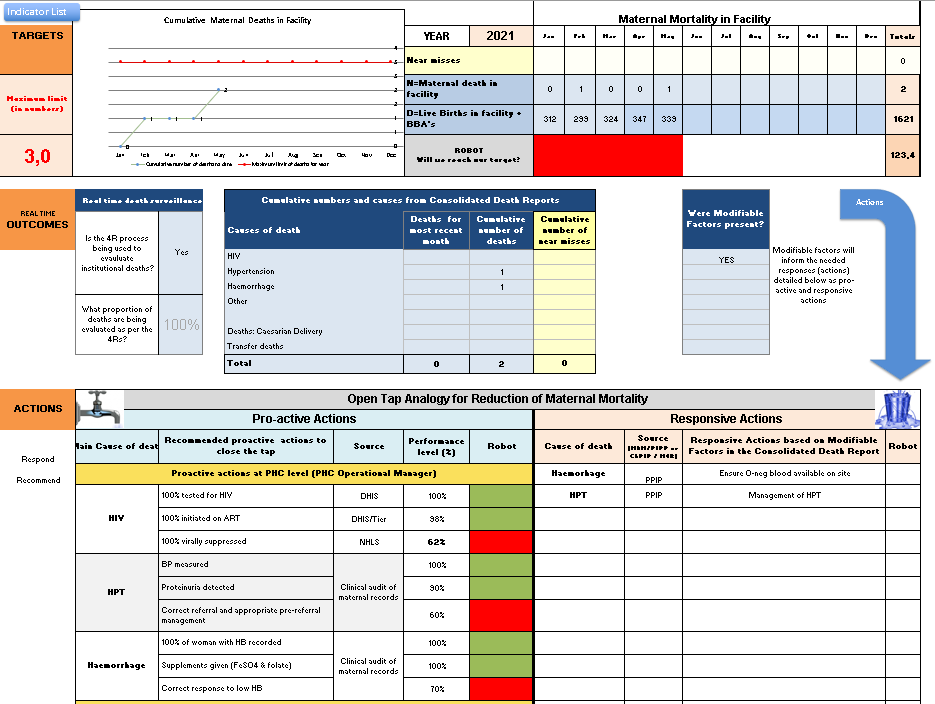 Indicator List
TARGETS
Maximum limit
(in numbers)
3,0
Cumulative Maternal Deaths in Facility
4
1
1
1
2
0
0
Jan Feb Mar Apr May Jun Jul Aug Sep Oct Nov Dec
Cumulative number of deaths to date
Maximum limit of deaths for year
Maternal Mortality in Facility
YEAR 2021 Jan Feb Mar Apr May Jun Jul Aug Sep Oct Nov Dec Totals
Near misses 0
N=Maternal death in
facility
0 1 0 0 1 2
D=Live Births in facility +
BBA's
312 299 324 347 339 1621
ROBOT
Will we reach our target?
123,4
REAL TIME
OUTCOMES
Real time death surveillance
Is the 4R process
being used to
evauluate
institutional deaths?
Yes
What proportion of
deaths are being
evaluated as per the
4Rs?
100%
Cumulative numbers and causes from Consolidated Death Reports
Causes of death
Deaths for
most recent
month
Cumulative
number of
deaths
Cumulative
number of
near misses
HIV
Hypertension 1
Haemorrhage 1
Other
Deaths: Caesarian Delivery
Transfer deaths
Total 0 2 0
Were Modifiable
Factors present?
YES
Modifiable factors will
inform the needed
responses (actions)
detailed below as pro-
active and responsive
actions
Actions
ACTIONS
Respond
Recommend
Open Tap Analogy for Reduction of Maternal Mortality
Pro-active Actions
Responsive Actions
Main Cause of deat
Recommended proactive actions to
close the tap
Source
Performance
level (%)
Robot
Cause of death
Source
Responsive Actions based on Modifiable
Factors in the Consolidated Death Report
Robot
Proactive actions at PHC level (PHC Operational Manager)
Haemorhage PPIP Ensure O-neg blood available on site
HPT PPIP Management of HPT
HIV
100% tested for HIV DHIS 100%
100% initiated on ART DHIS/Tier 98%
100% virally suppressed NHLS 62%
HPT
BP measured 100%
Proteinuria detected 90%
Correct referral and appropriate pre-referral
management
60%
Clinical audit of
maternal records
Haemorrhage
100% of woman with HB recorded 100%
Supplements given (FeSO4 & folate) 100%
Correct response to low HB 70%
Clinical audit of
maternal records